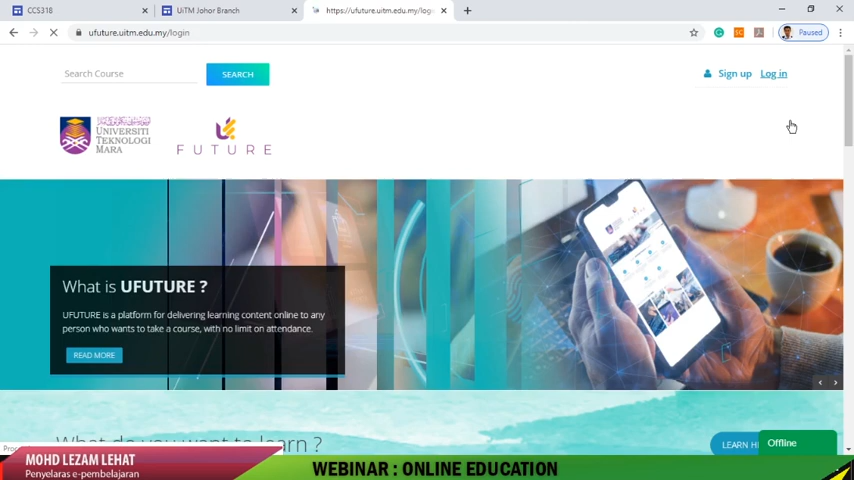 CCS318
UiTM Johor Branch
https://ufuture.uitm.edu.my/logi
ufuture.uitm.edu.my/login
Paused
Search Course
SEARCH
Sign up
Log in
UNIVERSITI
TEKNOLOGI
MARA
FUTURE
What is UFUTURE ?
UFUTURE is a platform for delivering learning content online to any
person who wants to take a course, with no limit on attendance.
READ MORE
What do you want to learn ?
LEARN
Offline
MOHD LEZAM LEHAT
Penyelaras e-pembelajaran
WEBINAR : ONLINE EDUCATION